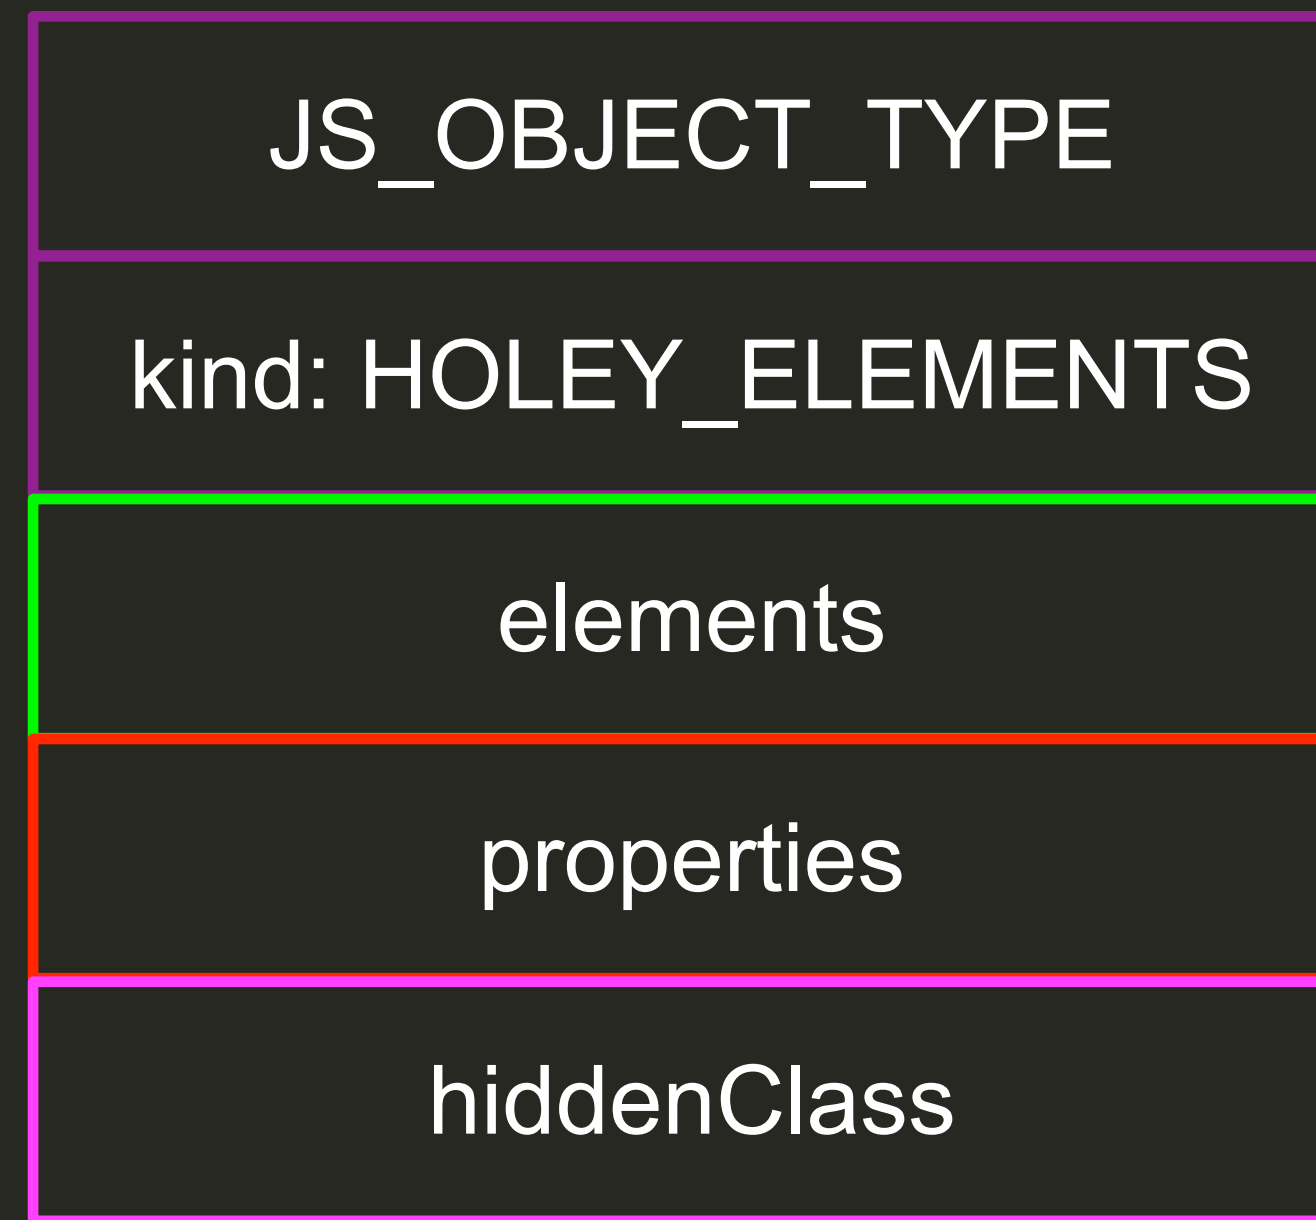 JS_OBJECT_TYPE
kind: HOLEY_ELEMENTS
elements
properties
hiddenClass